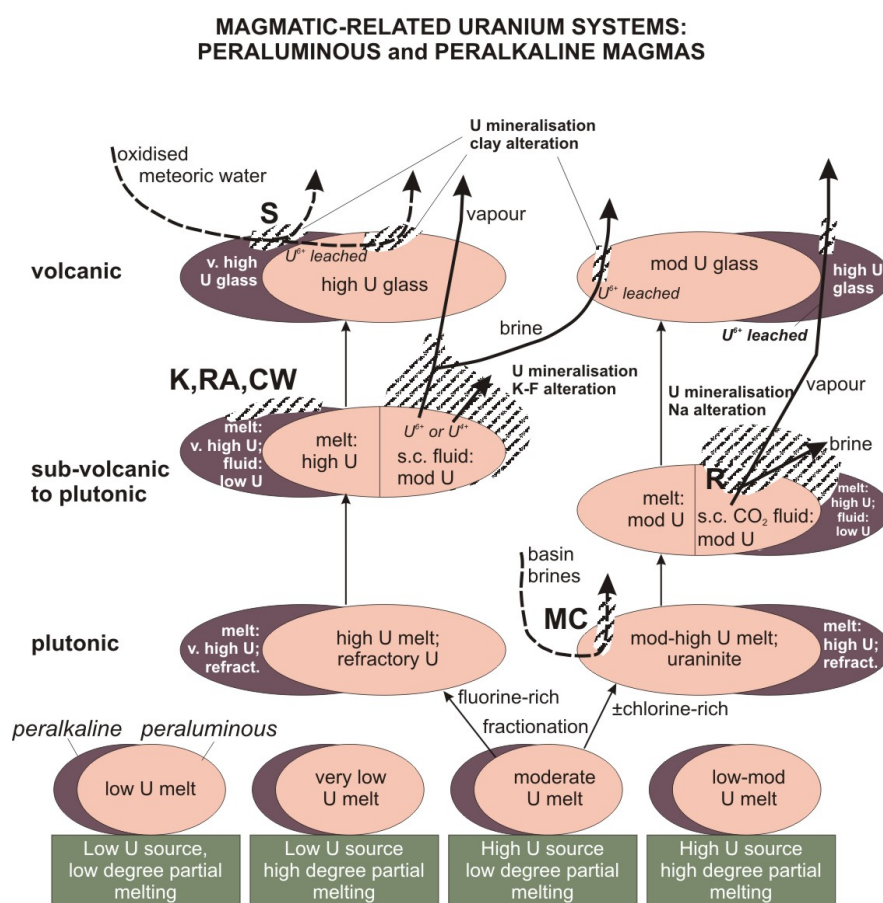 MAGMATIC-RELATED URANIUM SYSTEMS:
PERALUMINOUS and PERALKALINE MAGMAS
U mineralisation
clay alteration
oxidised
meteoric water
S
vapour
volcanic
v. high
U glass
U⁶⁺ leached
high U glass
mod U glass
U⁶⁺ leached
high U
glass
U⁶⁺ leached
brine
vapour
K,RA,CW
U mineralisation
K-F alteration
U mineralisation
Na alteration
brine
sub-volcanic
to plutonic
melt:
v. high U;
fluid:
low U
melt:
high U
U⁶⁺ or U⁴⁺
s.c. fluid:
mod U
R
melt:
mod U
s.c. CO₂ fluid:
mod U
melt:
high U;
fluid:
low U
basin
brines
MC
plutonic
melt:
v. high U;
refract.
high U melt;
refractory U
mod-high U melt;
uraninite
melt:
high U;
refract.
fluorine-rich
fractionation
±chlorine-rich
peralkaline
peraluminous
low U melt
very low
U melt
moderate
U melt
low-mod
U melt
Low U source,
low degree partial
melting
Low U source
high degree partial
melting
High U source
low degree partial
melting
High U source
high degree partial
melting